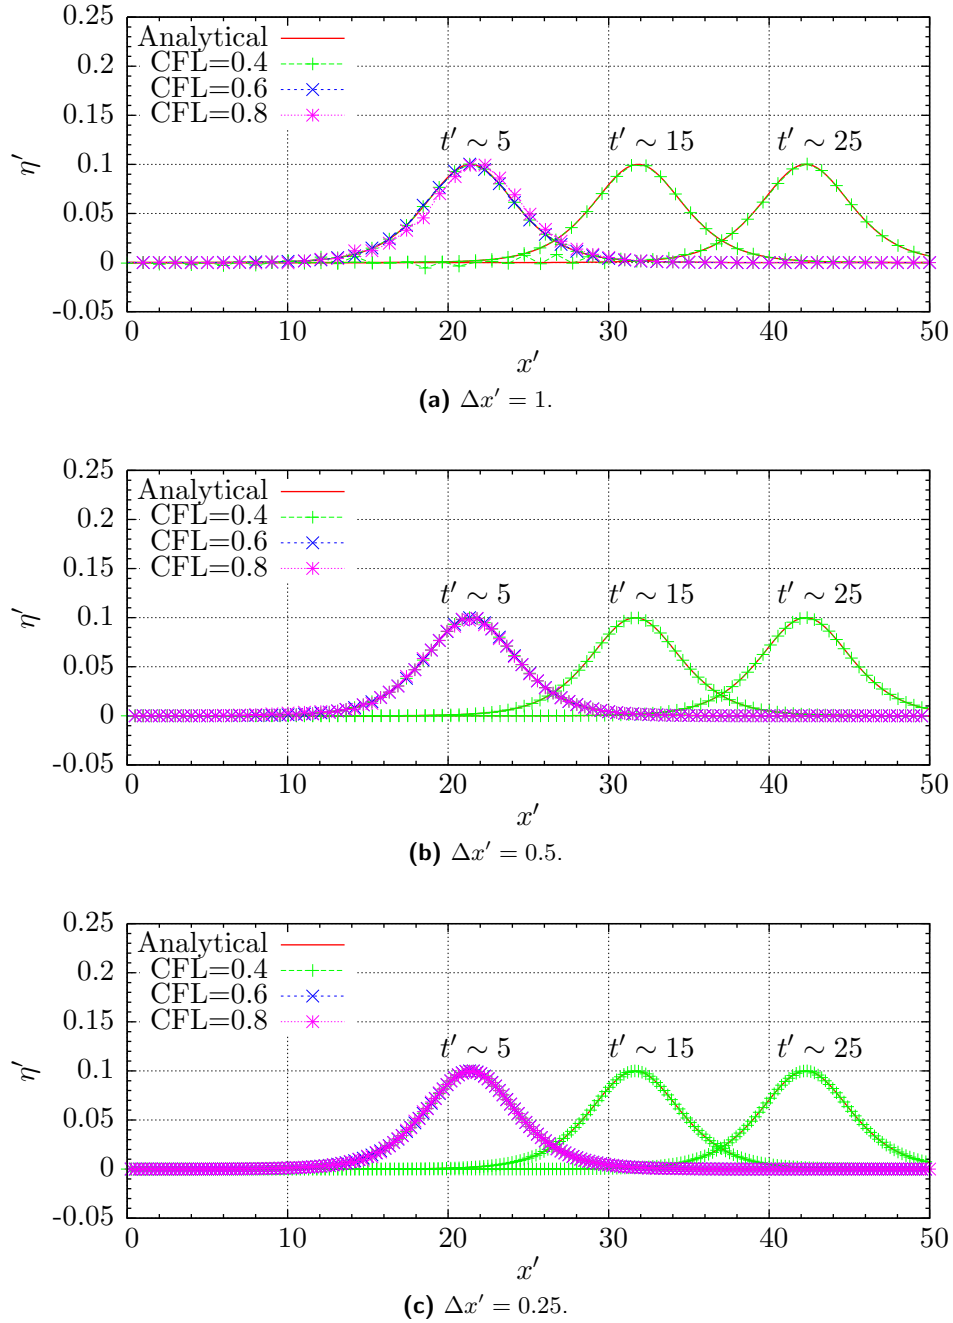 0.25
0.2
0.15
0.1
0.05
0
-0.05
η′
Analytical
CFL=0.4
CFL=0.6
CFL=0.8
t′ ∼ 5 t′ ∼ 15 t′ ∼ 25
0 10 20 30 40 50
x′
(a) Δx′ = 1.
0.25
0.2
0.15
0.1
0.05
0
-0.05
η′
Analytical
CFL=0.4
CFL=0.6
CFL=0.8
t′ ∼ 5 t′ ∼ 15 t′ ∼ 25
0 10 20 30 40 50
x′
(b) Δx′ = 0.5.
0.25
0.2
0.15
0.1
0.05
0
-0.05
η′
Analytical
CFL=0.4
CFL=0.6
CFL=0.8
t′ ∼ 5 t′ ∼ 15 t′ ∼ 25
0 10 20 30 40 50
x′
(c) Δx′ = 0.25.